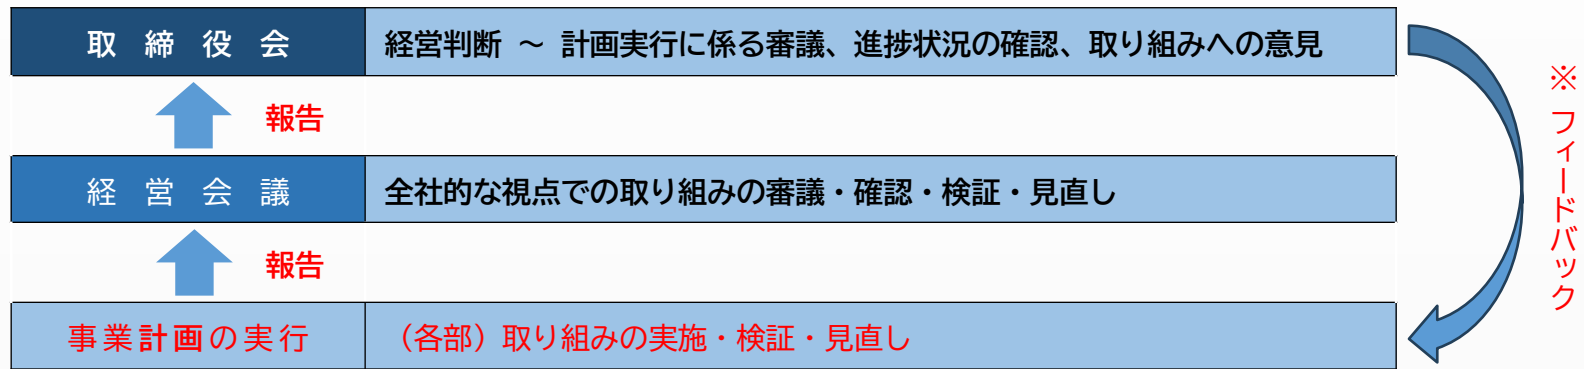 取締役会 経営判断 ～ 計画実行に係る審議、進捗状況の確認、取り組みへの意見
報告
経営会議 全社的な視点での取り組みの審議・確認・検証・見直し
報告
事業計画の実行 （各部）取り組みの実施・検証・見直し
※フィードバック